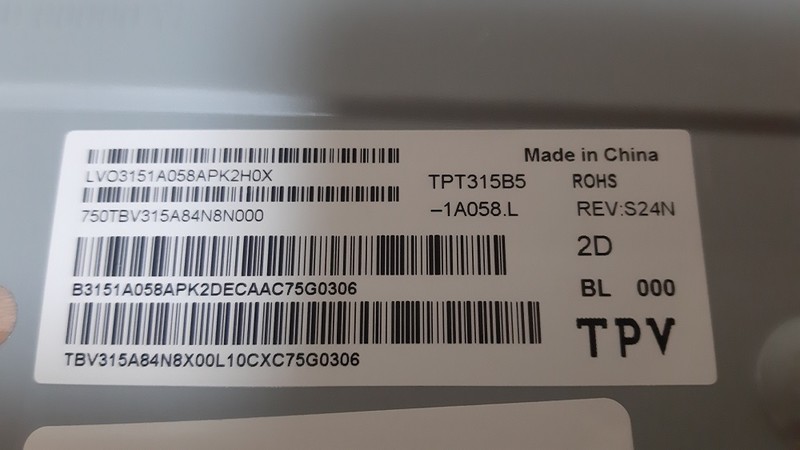 LVO3151A058APK2H0X
750TBV315A84N8N000
TPT315B5
–1A058.L
Made in China
ROHS
REV:S24N
2D
BL 000
B3151A058APK2DECAAC75G0306
TBV315A84N8X00L10CXC75G0306
TPV